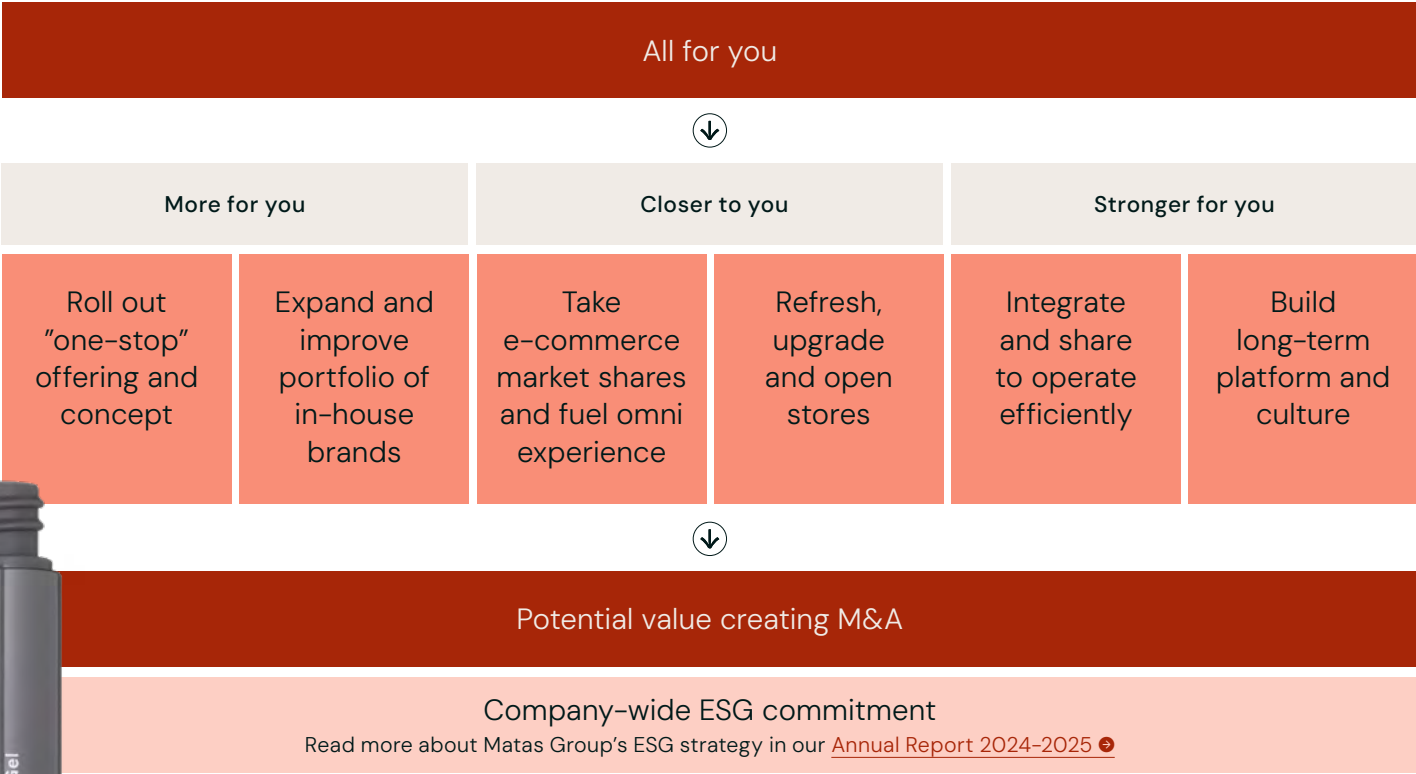 All for you
More for you
Closer to you
Stronger for you
Roll out
”one-stop”
offering and
concept
Expand and
improve
portfolio of
in-house
brands
Take
e-commerce
market shares
and fuel omni
experience
Refresh,
upgrade
and open
stores
Integrate
and share
to operate
efficiently
Build
long-term
platform and
culture
Potential value creating M&A
Company-wide ESG commitment
Read more about Matas Group’s ESG strategy in our Annual Report 2024-2025
Gel